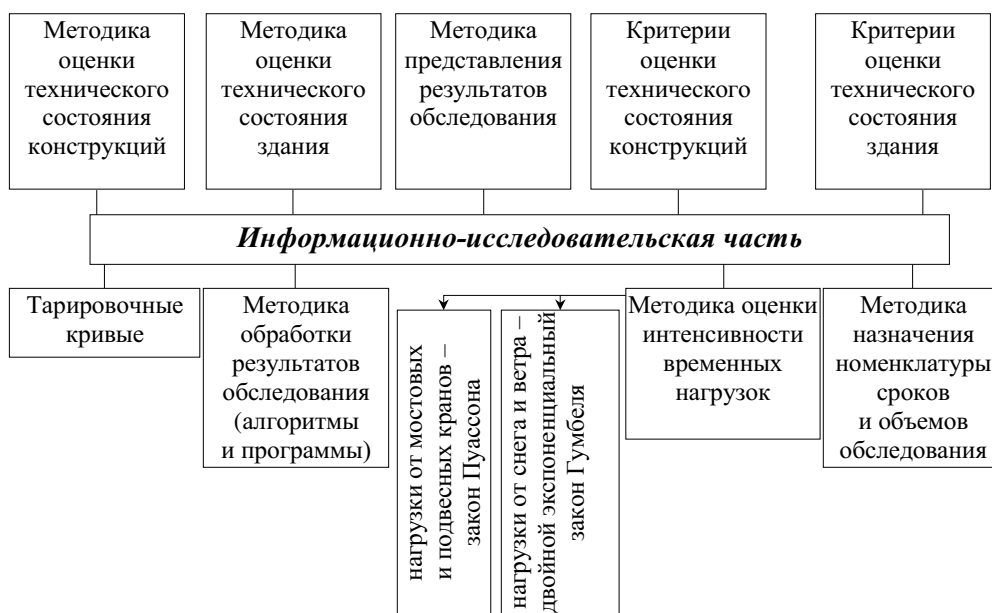 Методика
оценки
технического
состояния
конструкций
Методика
оценки
технического
состояния
здания
Методика
представления
результатов
обследования
Критерии
оценки
технического
состояния
конструкций
Критерии
оценки
технического
состояния
здания
Информационно-исследовательская часть
Тарировочные
кривые
Методика
обработки
результатов
обследования
(алгоритмы
и программы)
нагрузки от мостовых
и подвесных кранов –
закон Пуассона
нагрузки от снега и ветра –
двойной экспоненциальный
закон Гумбеля
Методика оценки
интенсивности
временных
нагрузок
Методика
назначения
номенклатуры
сроков
и объемов
обследования